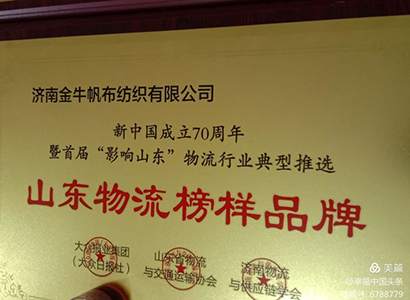 济南金牛帆布纺织有限公司
新中国成立70周年
暨首届“影响山东”物流行业典型推选
山东物流榜样品牌
大众报业集团
(大众日报社)
山东省物流
与交通运输协会
济南物流
与供应链学会
美篇
@幸福中国头条
6788779